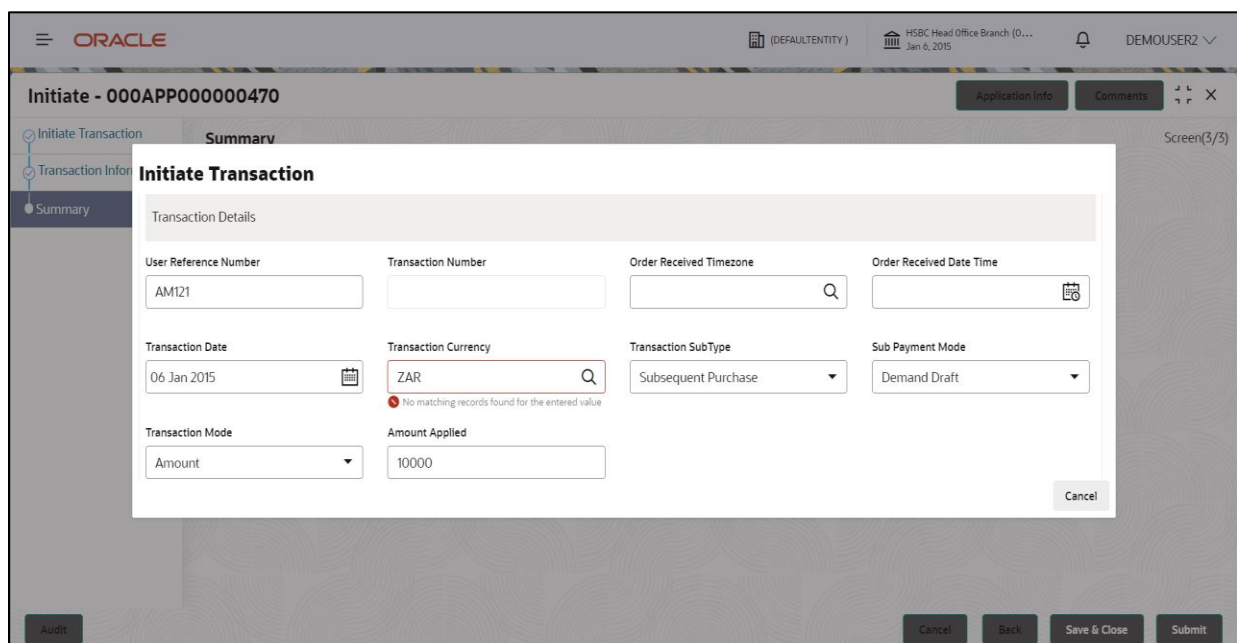 ORACLE
(DEFAULTENTITY )
HSBC Head Office Branch (0...
Jan 6, 2015
DEMOUSER2
Initiate - 000APP000000470
Application Info
Comments
Initiate Transaction
Summary
Screen(3/3)
Transaction Infor
Summary
Initiate Transaction
Transaction Details
User Reference Number
Transaction Number
Order Received Timezone
Order Received Date Time
AM121
Transaction Date
Transaction Currency
Transaction SubType
Sub Payment Mode
06 Jan 2015
ZAR
Subsequent Purchase
Demand Draft
No matching records found for the entered value
Transaction Mode
Amount Applied
Amount
10000
Cancel
Audit
Cancel
Back
Save & Close
Submit